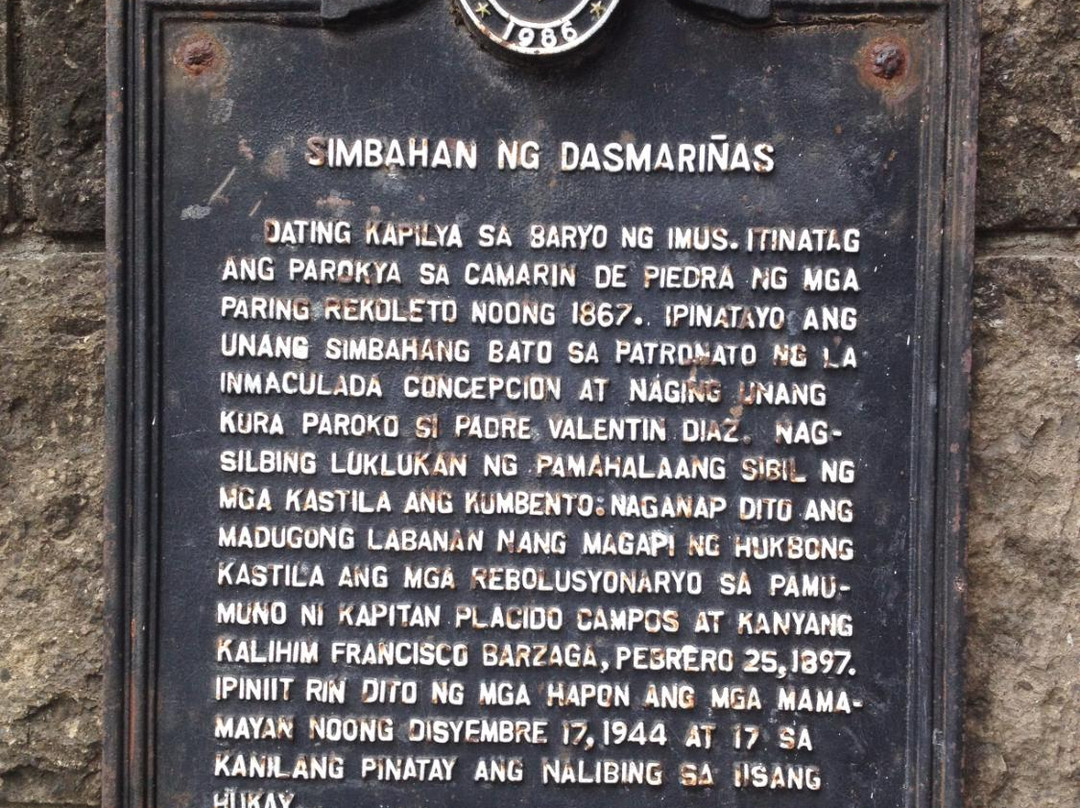 1986
SIMBAHAN NG DASMARIÑAS
DATING KAPILYA SA BARYO NG IMUS. ITINATAG
ANG PAROKYA SA CAMARIN DE PIEDRA NG MGA
PARING REKOLETO NOONG 1867. IPINATAYO ANG
UNANG SIMBAHANG BATO SA PATRONATO NG LA
INMACULADA CONCEPCION AT NAGING UNANG
KURA PAROKO SI PADRE VALENTIN DIAZ. NAG-
SILBING LUKLUKAN NG PAMAHALAANG SIBIL NG
MGA KASTILA ANG KUMBENTO: NAGANAP DITO ANG
MADUGONG LABANAN NANG MAGAPI NG HUKBONG
KASTILA ANG MGA REBOLUSYONARYO SA PAMU-
MUNO NI KAPITAN PLACIDO CAMPOS AT KANYANG
KALIHIM FRANCISCO BARZAGA, PEBRERO 25, 1897.
IPINIIT RIN DITO NG MGA HAPON ANG MGA MAMA-
MAYAN NOONG DISYEMBRE 17, 1944 AT 17 SA
KANILANG PINATAY ANG NALIBING SA IISANG
HUKAY.